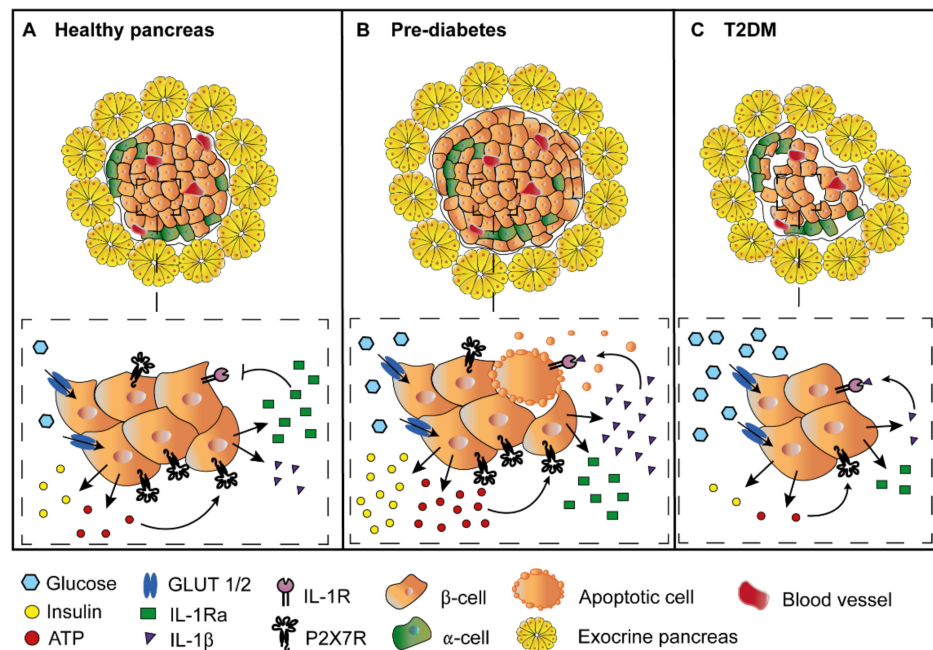 A Healthy pancreas
B Pre-diabetes
C T2DM
Glucose
Insulin
ATP
GLUT 1/2
IL-1Ra
IL-1β
IL-1R
P2X7R
β-cell
α-cell
Apoptotic cell
Exocrine pancreas
Blood vessel